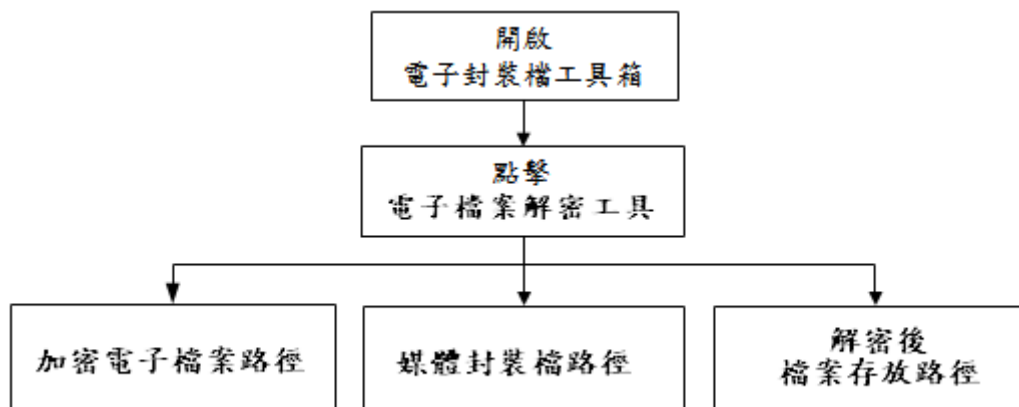 開啟
電子封裝檔工具箱
點擊
電子檔案解密工具
加密電子檔案路徑
媒體封裝檔路徑
解密後
檔案存放路徑